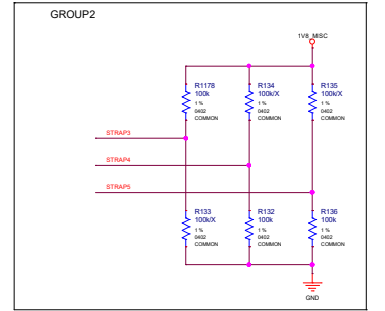 GROUP2
1V8_MISC
R1178
100k
1 %
0402
COMMON
R134
100k/X
1 %
0402
COMMON
R135
100k/X
1 %
0402
COMMON
STRAP3
STRAP4
STRAP5
R133
100k/X
1 %
0402
COMMON
R132
100k
1 %
0402
COMMON
R136
100k
1 %
0402
COMMON
GND